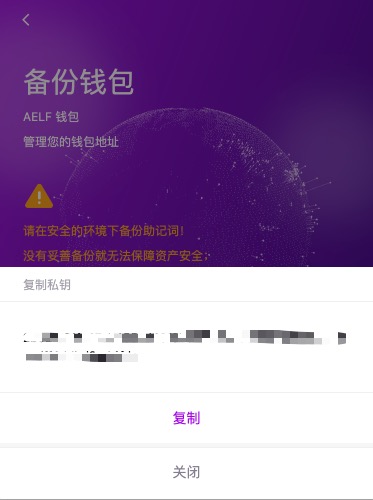 备份钱包
AELF 钱包
管理您的钱包地址
请在安全的环境下备份助记词！
没有妥善备份就无法保障资产安全；
复制私钥
复制
关闭